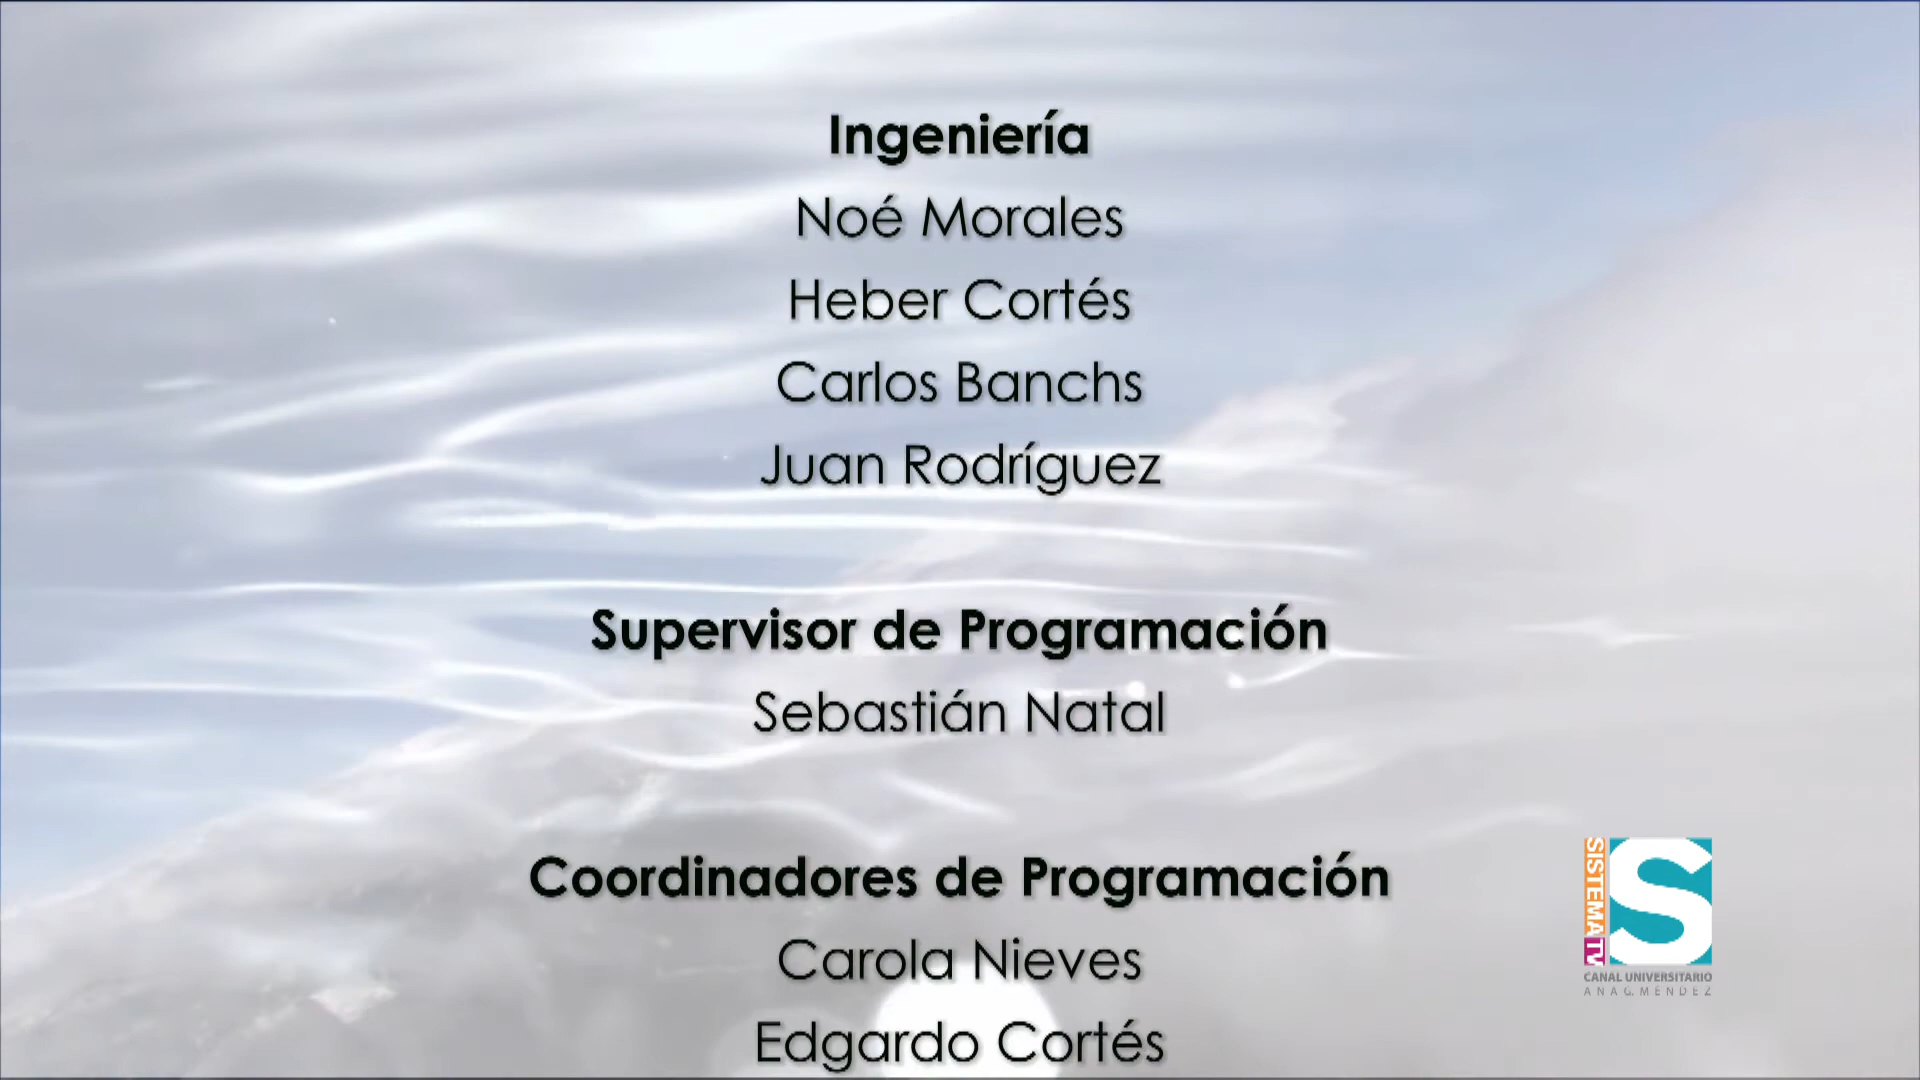 Ingeniería
Noé Morales
Heber Cortés
Carlos Banchs
Juan Rodríguez
Supervisor de Programación
Sebastián Natal
Coordinadores de Programación
Carola Nieves
Edgardo Cortés
SISTEMA TV
S
CANAL UNIVERSITARIO
ANA G. MÉNDEZ